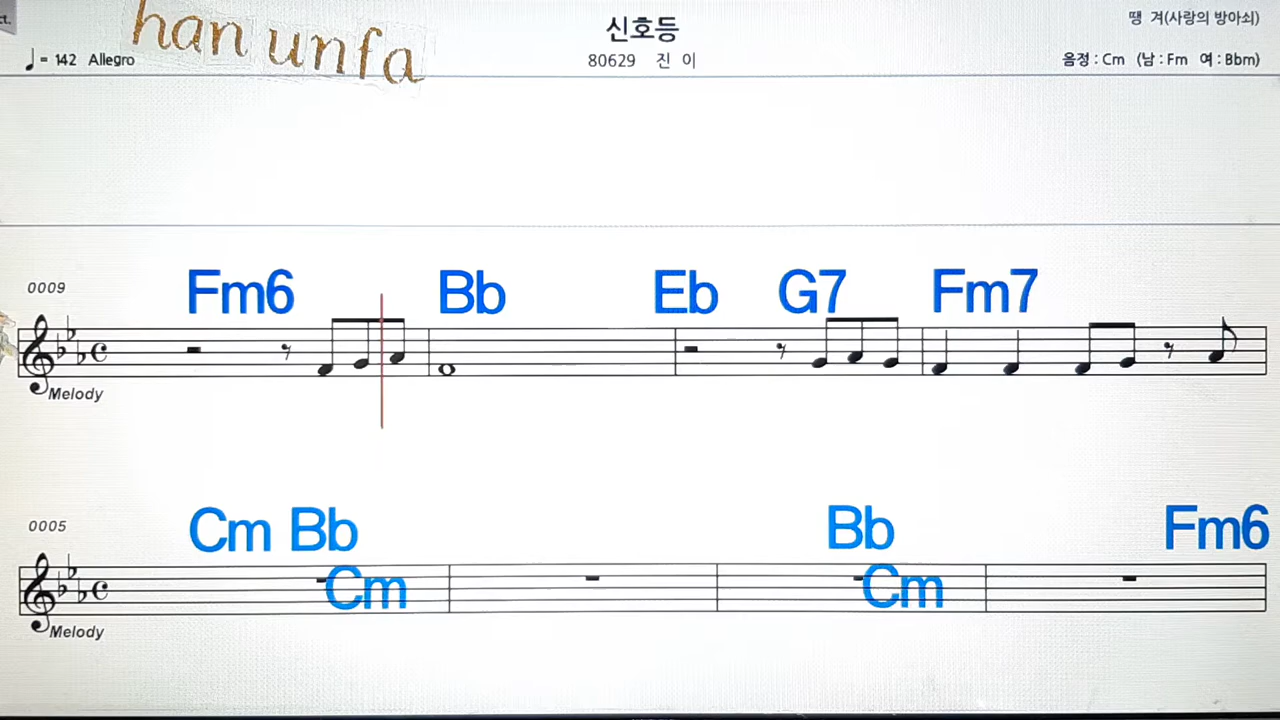 ct.
han unfa
신호등
땡 겨(사랑의 방아쇠)
♩ = 142 Allegro
80629 진 이
음정 : Cm (남 : Fm 여 : Bbm)
0009
Fm6 Bb Eb G7 Fm7
Melody
0005
Cm Bb Bb Fm6
Cm Cm
Melody